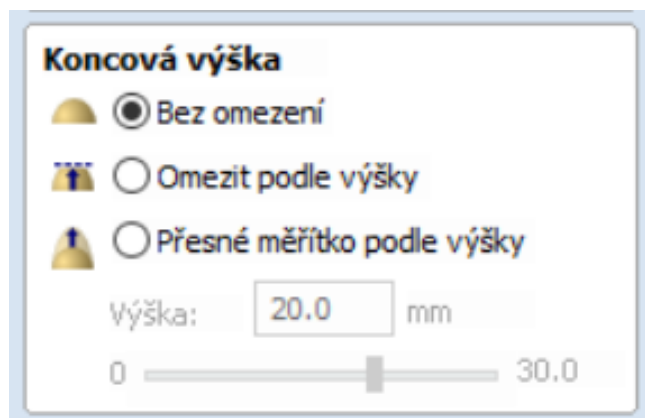 Koncová výška
Bez omezení
Omezit podle výšky
Přesné měřítko podle výšky
Výška: 20.0 mm
0 30.0